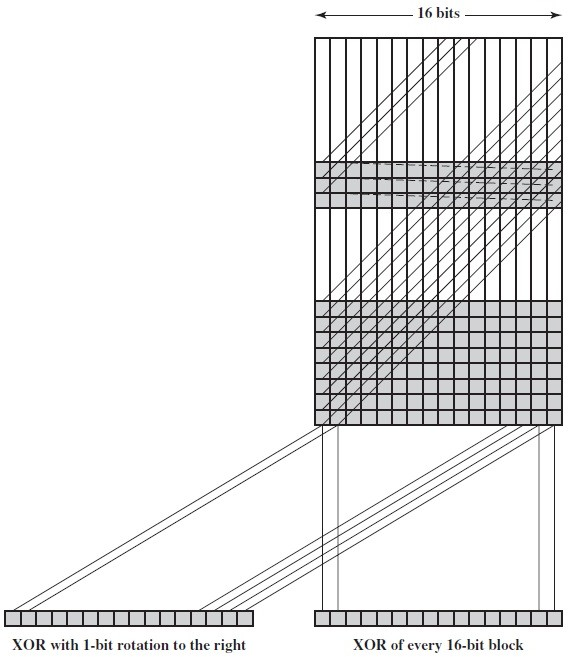 16 bits
XOR with 1-bit rotation to the right
XOR of every 16-bit block